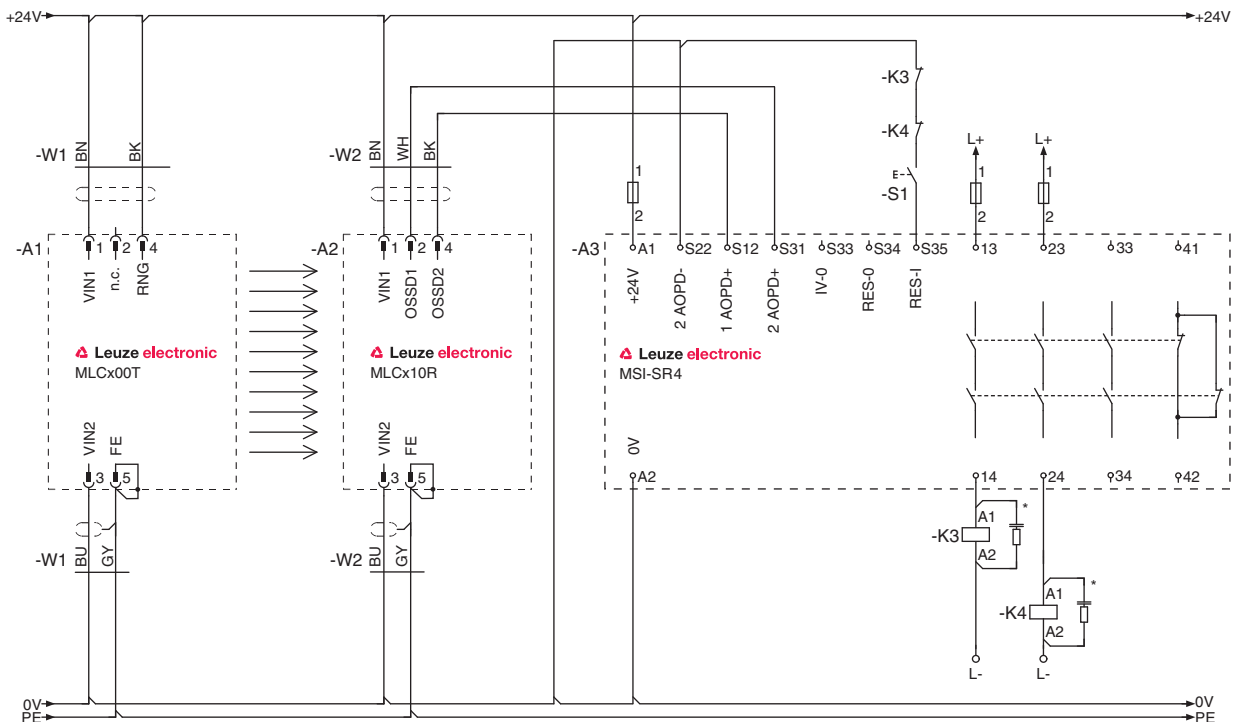 +24V +24V
-K3
-K4
-S1
E
L+ L+
1 1 1
2 2 2
-W1 BN BK
-W2 BN WH BK
-A1 1 2 4
VIN1 n.c. RNG
-A2 1 2 4
VIN1 OSSD1 OSSD2
-A3 A1 S22 S12 S31 S33 S34 S35 13 23 33 41
+24V 2 AOPD- 1 AOPD+ 2 AOPD+ IV-0 RES-0 RES-I
Leuze electronic
MLCx00T
Leuze electronic
MLCx10R
Leuze electronic
MSI-SR4
VIN2 FE
3 5
VIN2 FE
3 5
0V
A2 14 24 34 42
-W1 BU GY
-W2 BU GY
-K3 A1 A2 *
-K4 A1 A2 *
L- L-
0V 0V
PE PE